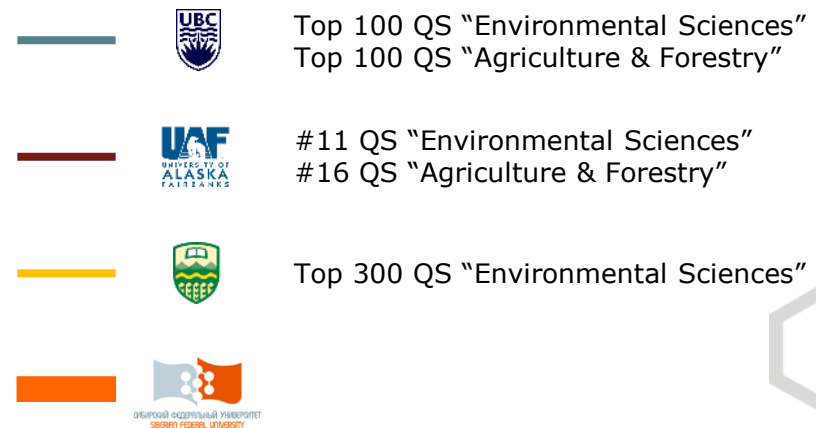 UBC
Top 100 QS “Environmental Sciences”
Top 100 QS “Agriculture & Forestry”
UAF
UNIVERSITY OF
ALASKA
FAIRBANKS
#11 QS “Environmental Sciences”
#16 QS “Agriculture & Forestry”
Top 300 QS “Environmental Sciences”
СИБИРСКИЙ ФЕДЕРАЛЬНЫЙ УНИВЕРСИТЕТ
SIBERIAN FEDERAL UNIVERSITY